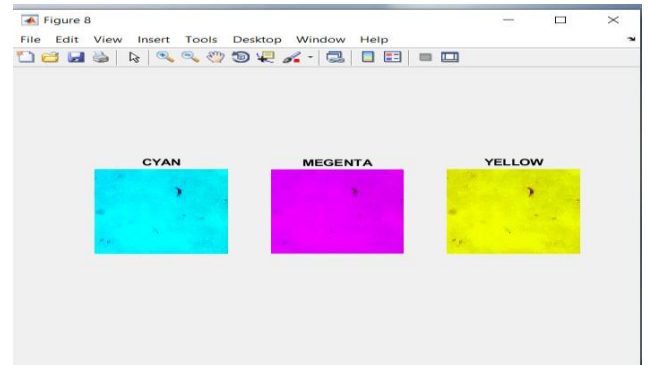 Figure 8
File Edit View Insert Tools Desktop Window Help
CYAN MEGENTA YELLOW